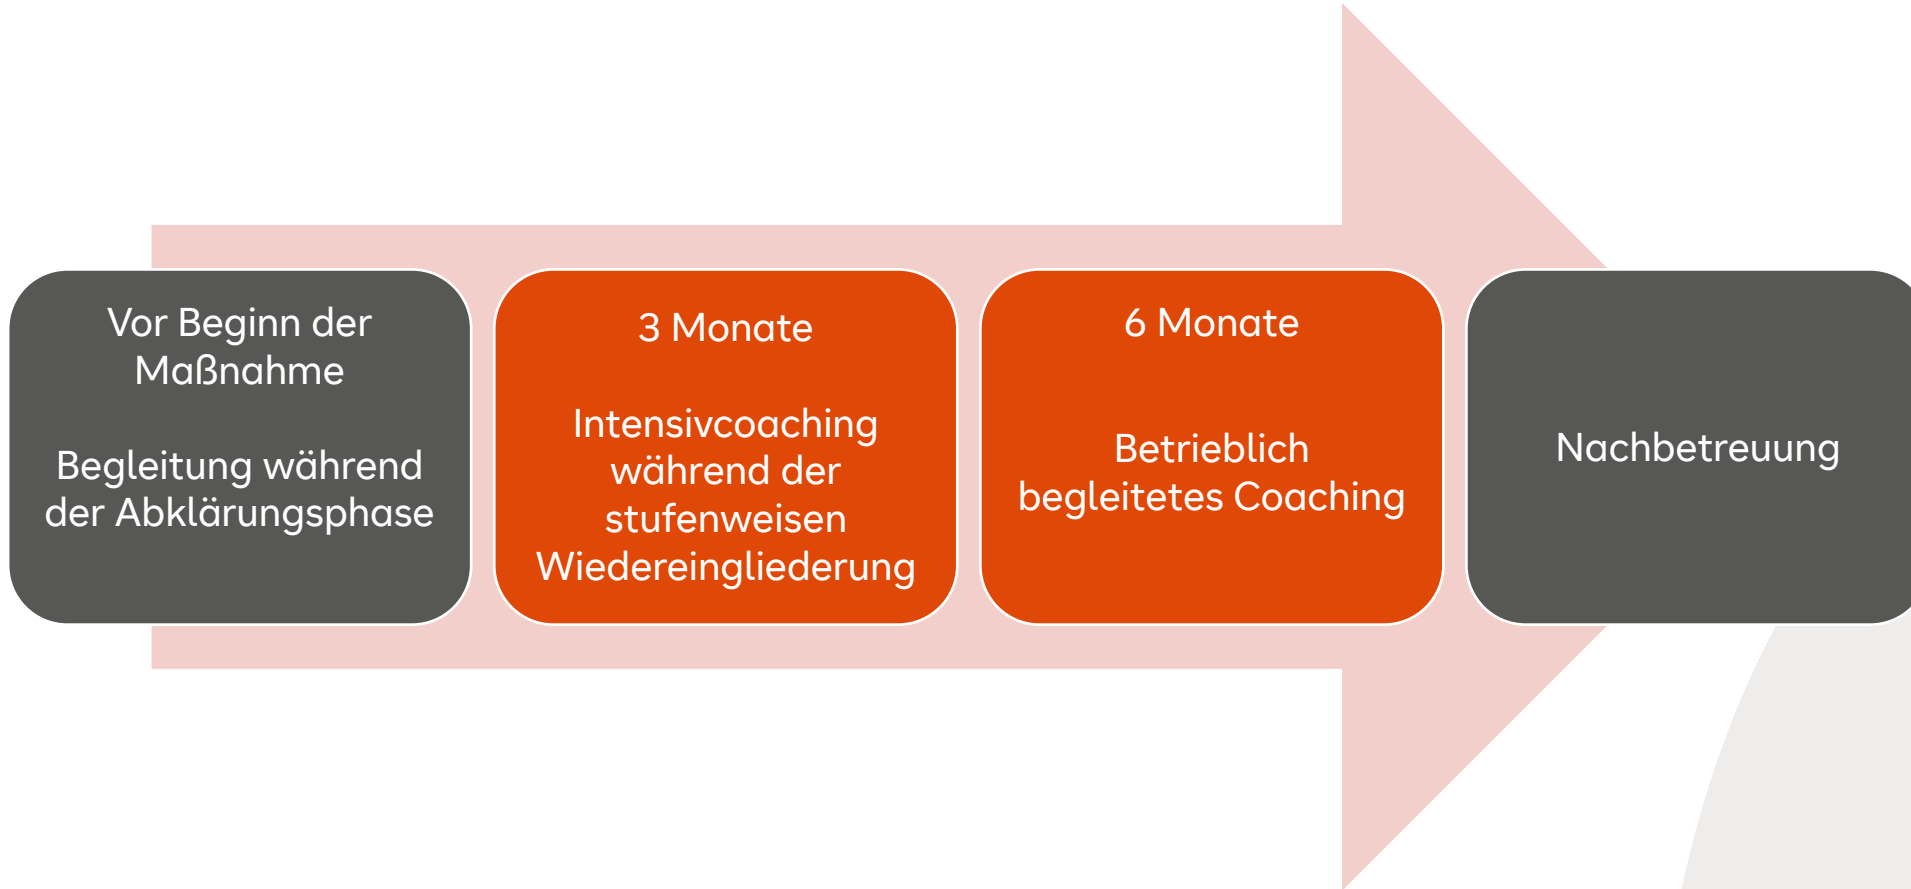 Vor Beginn der
Maßnahme
Begleitung während
der Abklärungsphase
3 Monate
Intensivcoaching
während der
stufenweisen
Wiedereingliederung
6 Monate
Betrieblich
begleitetes Coaching
Nachbetreuung